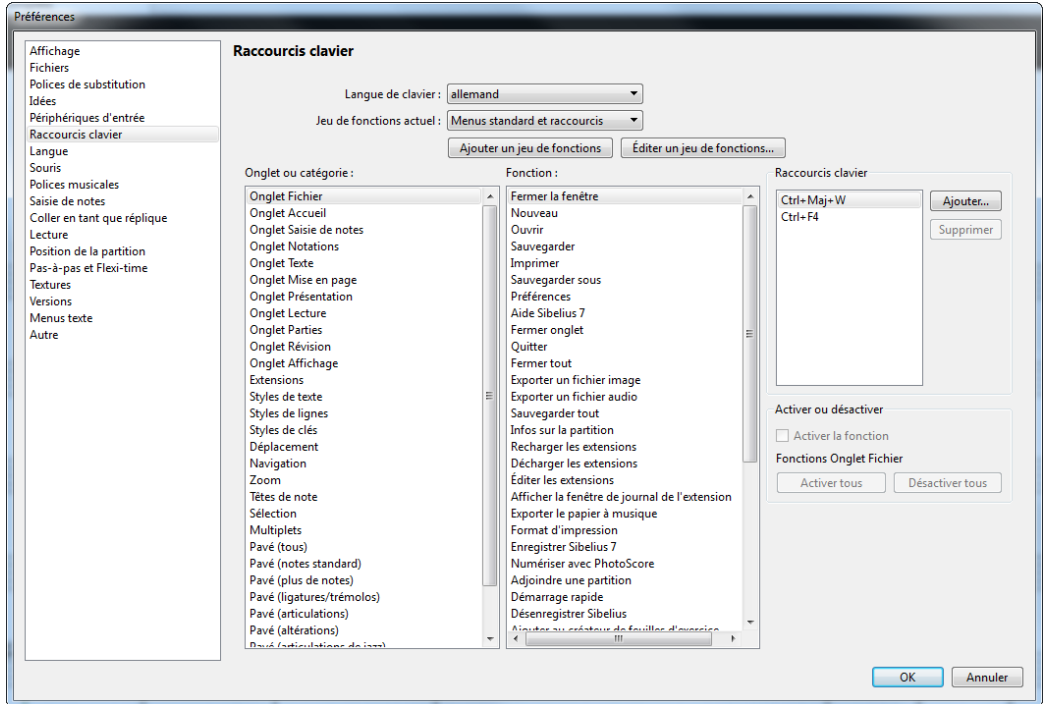 Préférences
Affichage
Fichiers
Polices de substitution
Idées
Périphériques d'entrée
Raccourcis clavier
Langue
Souris
Polices musicales
Saisie de notes
Coller en tant que réplique
Lecture
Position de la partition
Pas-à-pas et Flexi-time
Textures
Versions
Menus texte
Autre
Raccourcis clavier
Langue de clavier : allemand
Jeu de fonctions actuel : Menus standard et raccourcis
Ajouter un jeu de fonctions Éditer un jeu de fonctions...
Onglet ou catégorie :
Onglet Fichier
Onglet Accueil
Onglet Saisie de notes
Onglet Notations
Onglet Texte
Onglet Mise en page
Onglet Présentation
Onglet Lecture
Onglet Parties
Onglet Révision
Onglet Affichage
Extensions
Styles de texte
Styles de lignes
Styles de clés
Déplacement
Navigation
Zoom
Têtes de note
Sélection
Multiplets
Pavé (tous)
Pavé (notes standard)
Pavé (plus de notes)
Pavé (ligatures/trémolos)
Pavé (articulations)
Pavé (altérations)
Pavé (articulations de jazz)
Fonction :
Fermer la fenêtre
Nouveau
Ouvrir
Sauvegarder
Imprimer
Sauvegarder sous
Préférences
Aide Sibelius 7
Fermer onglet
Quitter
Fermer tout
Exporter un fichier image
Exporter un fichier audio
Sauvegarder tout
Infos sur la partition
Recharger les extensions
Décharger les extensions
Éditer les extensions
Afficher la fenêtre de journal de l'extension
Exporter le papier à musique
Format d'impression
Enregistrer Sibelius 7
Numériser avec PhotoScore
Adjoindre une partition
Démarrage rapide
Désenregistrer Sibelius
Ajouter au créateur de feuilles d'exercice
Raccourcis clavier
Ctrl+Maj+W
Ctrl+F4
Ajouter...
Supprimer
Activer ou désactiver
Activer la fonction
Fonctions Onglet Fichier
Activer tous Désactiver tous
OK Annuler